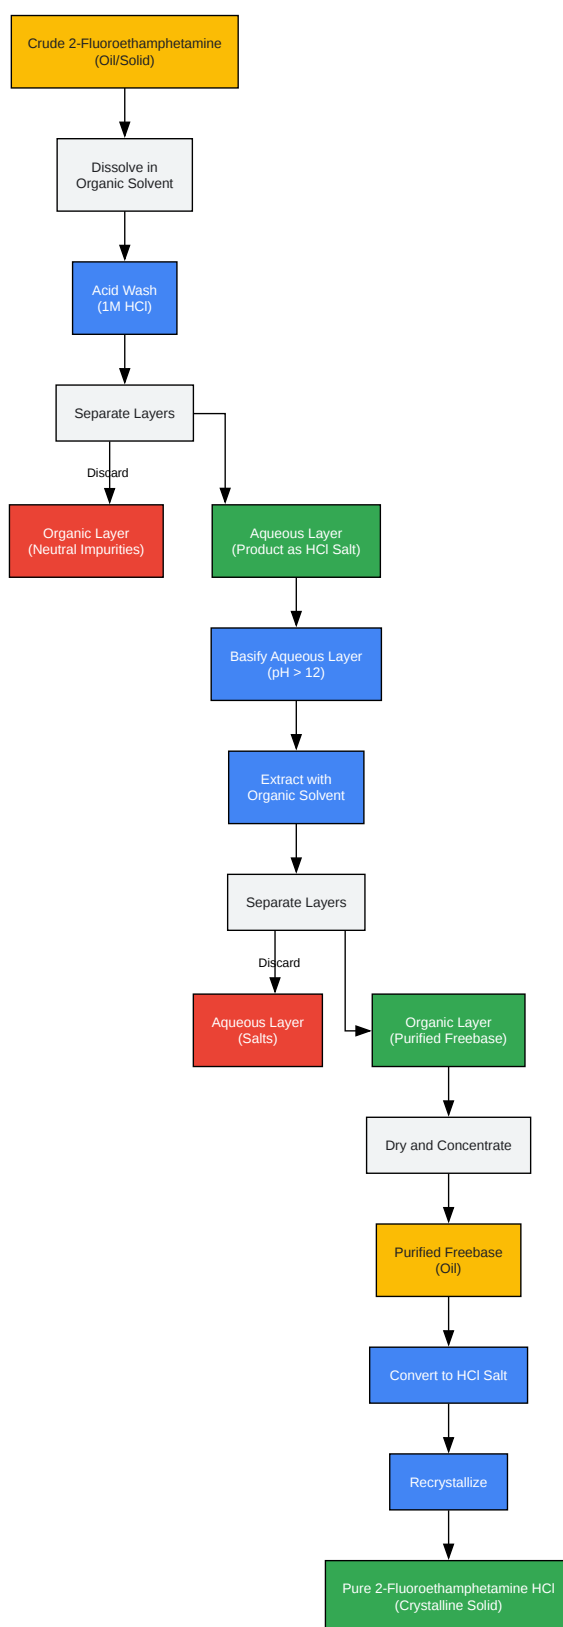 Crude 2-Fluoroethamphetamine
(Oil/Solid)
Dissolve in
Organic Solvent
Acid Wash
(1M HCl)
Separate Layers
Discard
Organic Layer
(Neutral Impurities)
Aqueous Layer
(Product as HCl Salt)
Basify Aqueous Layer
(pH > 12)
Extract with
Organic Solvent
Separate Layers
Discard
Aqueous Layer
(Salts)
Organic Layer
(Purified Freebase)
Dry and Concentrate
Purified Freebase
(Oil)
Convert to HCl Salt
Recrystallize
Pure 2-Fluoroethamphetamine HCl
(Crystalline Solid)